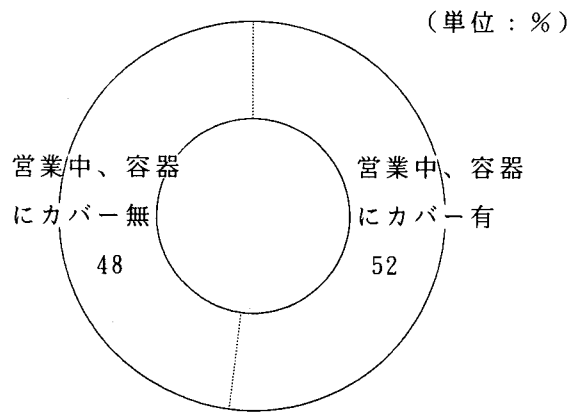 (単位:%)
営業中、容器
にカバー無
48
営業中、容器
にカバー有
52